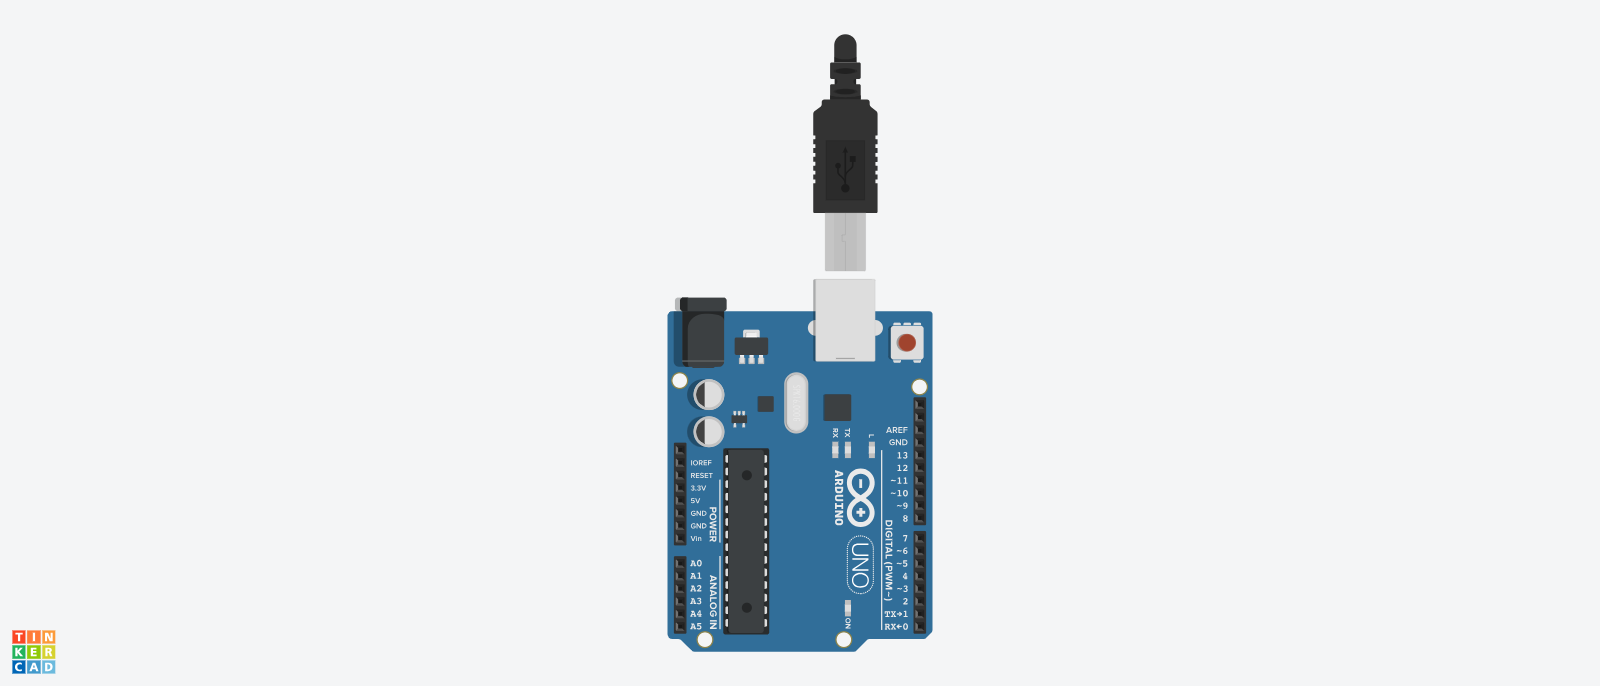 RX
TX
L
AREF
GND
13
12
~11
~10
~9
8
7
~6
~5
4
~3
2
TX→1
RX←0
DIGITAL (PWM~)
IOREF
RESET
3.3V
5V
GND
GND
Vin
POWER
A0
A1
A2
A3
A4
A5
ANALOG IN
ARDUINO
UNO
ON
TIN
KER
CAD